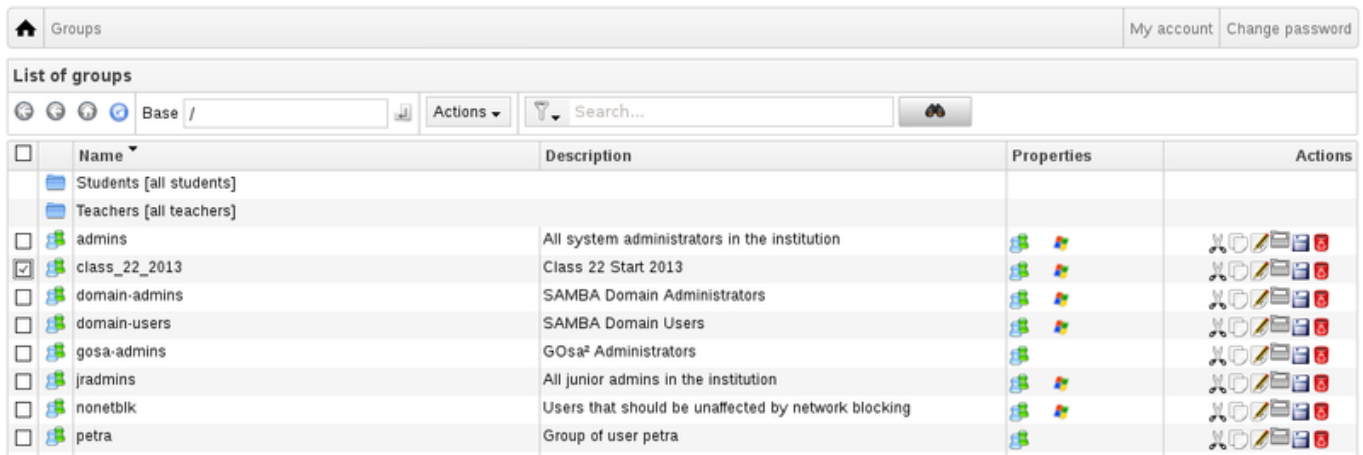 Groups My account Change password
List of groups
Base / Actions Search...
Name Description Properties Actions
Students [all students]
Teachers [all teachers]
admins All system administrators in the institution
class_22_2013 Class 22 Start 2013
domain-admins SAMBA Domain Administrators
domain-users SAMBA Domain Users
gosa-admins GOsa² Administrators
jradmins All junior admins in the institution
nonetblk Users that should be unaffected by network blocking
petra Group of user petra